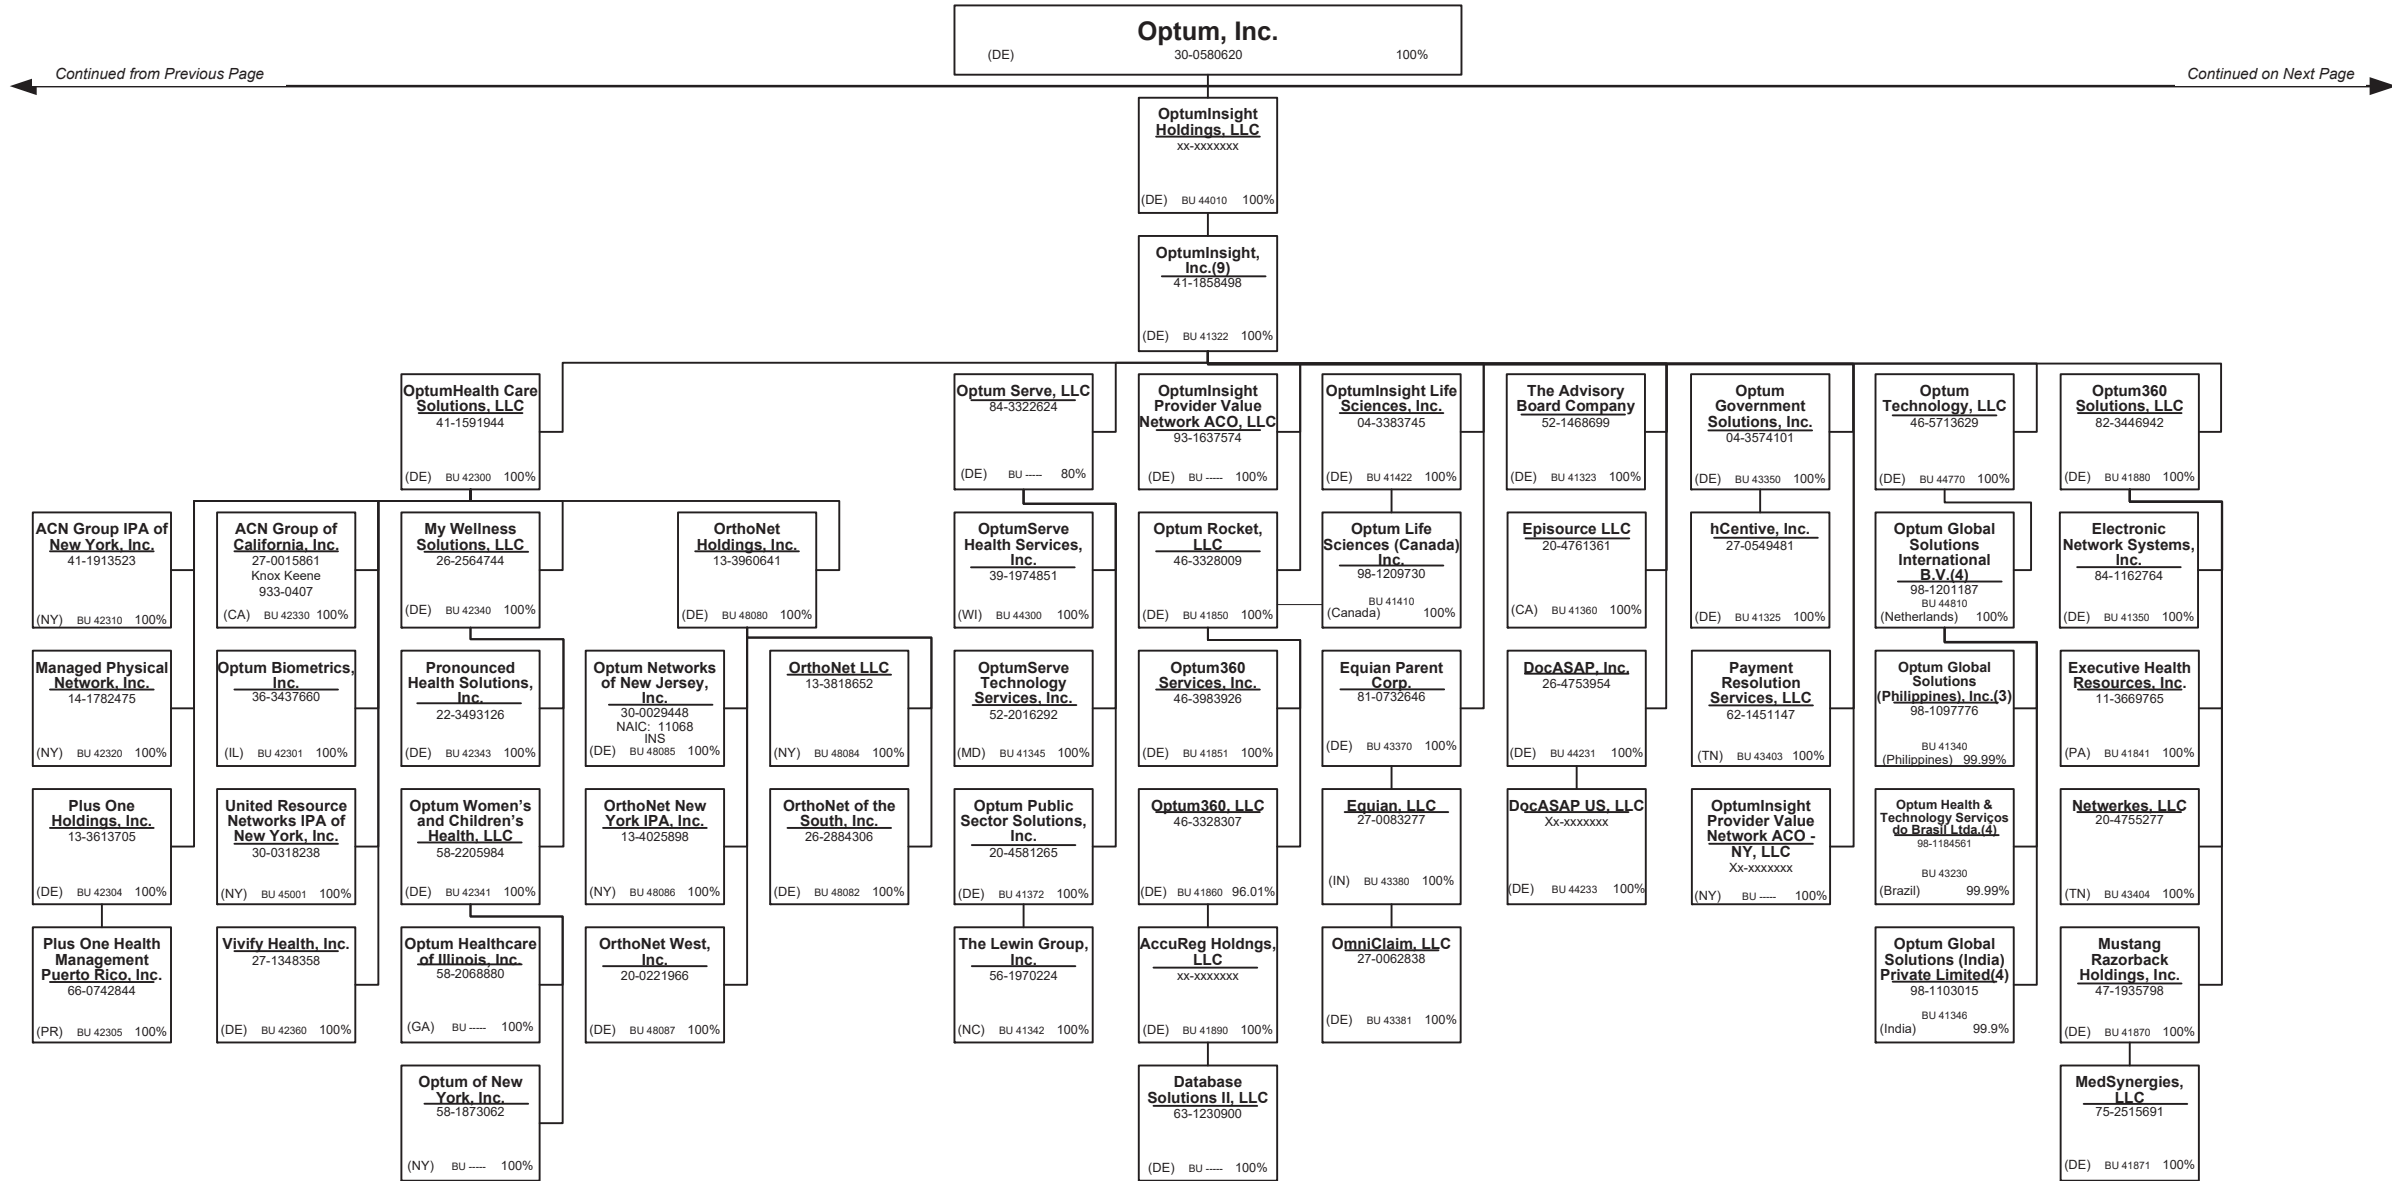 Optum, Inc.
(DE) 30-0580620 100%
Continued from Previous Page
Continued on Next Page
OptumInsight
Holdings, LLC
xx-xxxxxxx
(DE) BU 44010 100%
OptumInsight,
Inc.(9)
41-1858498
(DE) BU 41322 100%
OptumHealth Care
Solutions, LLC
41-1591944
(DE) BU 42300 100%
Optum Serve, LLC
84-3322624
(DE) BU ----- 80%
OptumInsight
Provider Value
Network ACO, LLC
93-1637574
(DE) BU ----- 100%
OptumInsight Life
Sciences, Inc.
04-3383745
(DE) BU 41422 100%
The Advisory
Board Company
52-1468699
(DE) BU 41323 100%
Optum
Government
Solutions, Inc.
04-3574101
(DE) BU 43350 100%
Optum
Technology, LLC
46-5713629
(DE) BU 44770 100%
Optum360
Solutions, LLC
82-3446942
(DE) BU 41880 100%
ACN Group IPA of
New York, Inc.
41-1913523
(NY) BU 42310 100%
ACN Group of
California, Inc.
27-0015861
Knox Keene
933-0407
(CA) BU 42330 100%
My Wellness
Solutions, LLC
26-2564744
(DE) BU 42340 100%
OrthoNet
Holdings, Inc.
13-3960641
(DE) BU 48080 100%
OptumServe
Health Services,
Inc.
39-1974851
(WI) BU 44300 100%
Optum Rocket,
LLC
46-3328009
(DE) BU 41850 100%
Optum Life
Sciences (Canada)
Inc.
98-1209730
BU 41410
(Canada) 100%
Episource LLC
20-4761361
(CA) BU 41360 100%
hCentive, Inc.
27-0549481
(DE) BU 41325 100%
Optum Global
Solutions
International
B.V.(4)
98-1201187
BU 44810
(Netherlands) 100%
Electronic
Network Systems,
Inc.
84-1162764
(DE) BU 41350 100%
Managed Physical
Network, Inc.
14-1782475
(NY) BU 42320 100%
Optum Biometrics,
Inc.
36-3437660
(IL) BU 42301 100%
Pronounced
Health Solutions,
Inc.
22-3493126
(DE) BU 42343 100%
Optum Networks
of New Jersey,
Inc.
30-0029448
NAIC: 11068
INS
(DE) BU 48085 100%
OrthoNet LLC
13-3818652
(NY) BU 48084 100%
OptumServe
Technology
Services, Inc.
52-2016292
(MD) BU 41345 100%
Optum360
Services, Inc.
46-3983926
(DE) BU 41851 100%
Equian Parent
Corp.
81-0732646
(DE) BU 43370 100%
DocASAP, Inc.
26-4753954
(DE) BU 44231 100%
Payment
Resolution
Services, LLC
62-1451147
(TN) BU 43403 100%
Optum Global
Solutions
(Philippines), Inc.(3)
98-1097776
BU 41340
(Philippines) 99.99%
Executive Health
Resources, Inc.
11-3669765
(PA) BU 41841 100%
Plus One
Holdings, Inc.
13-3613705
(DE) BU 42304 100%
United Resource
Networks IPA of
New York, Inc.
30-0318238
(NY) BU 45001 100%
Optum Women's
and Children's
Health, LLC
58-2205984
(DE) BU 42341 100%
OrthoNet New
York IPA, Inc.
13-4025898
(NY) BU 48086 100%
OrthoNet of the
South, Inc.
26-2884306
(DE) BU 48082 100%
Optum Public
Sector Solutions,
Inc.
20-4581265
(DE) BU 41372 100%
Optum360, LLC
46-3328307
(DE) BU 41860 96.01%
Equian, LLC
27-0083277
(IN) BU 43380 100%
DocASAP US, LLC
Xx-xxxxxxx
(DE) BU 44233 100%
OptumInsight
Provider Value
Network ACO -
NY, LLC
Xx-xxxxxxx
(NY) BU ----- 100%
Optum Health &
Technology Serviços
do Brasil Ltda.(4)
98-1184561
BU 43230
(Brazil) 99.99%
Netwerkes, LLC
20-4755277
(TN) BU 43404 100%
Plus One Health
Management
Puerto Rico, Inc.
66-0742844
(PR) BU 42305 100%
Vivify Health, Inc.
27-1348358
(DE) BU 42360 100%
Optum Healthcare
of Illinois, Inc.
58-2068880
(GA) BU ----- 100%
OrthoNet West,
Inc.
20-0221966
(DE) BU 48087 100%
The Lewin Group,
Inc.
56-1970224
(NC) BU 41342 100%
AccuReg Holdngs,
LLC
xx-xxxxxxx
(DE) BU 41890 100%
OmniClaim, LLC
27-0062838
(DE) BU 43381 100%
Optum Global
Solutions (India)
Private Limited(4)
98-1103015
BU 41346
(India) 99.9%
Mustang
Razorback
Holdings, Inc.
47-1935798
(DE) BU 41870 100%
Optum of New
York, Inc.
58-1873062
(NY) BU ----- 100%
Database
Solutions II, LLC
63-1230900
(DE) BU ----- 100%
MedSynergies,
LLC
75-2515691
(DE) BU 41871 100%